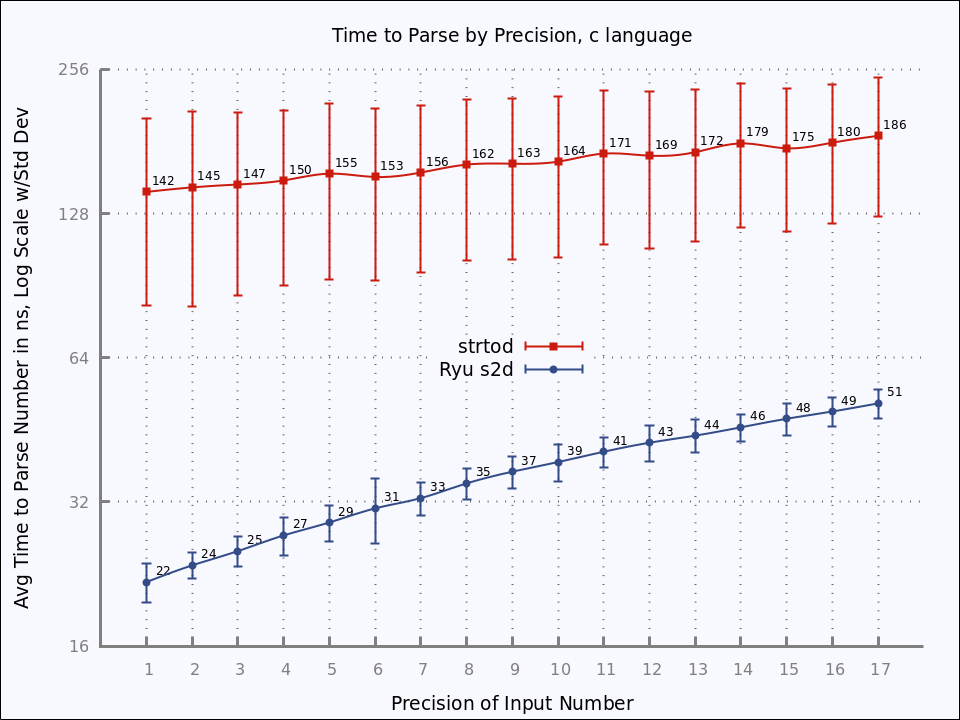 Time to Parse by Precision, c language
Avg Time to Parse Number in ns, Log Scale w/Std Dev
256
128
64
32
16
142 145 147 150 155 153 156 162 163 164 171 169 172 179 175 180 186
strtod
Ryu s2d
22 24 25 27 29 31 33 35 37 39 41 43 44 46 48 49 51
1 2 3 4 5 6 7 8 9 10 11 12 13 14 15 16 17
Precision of Input Number